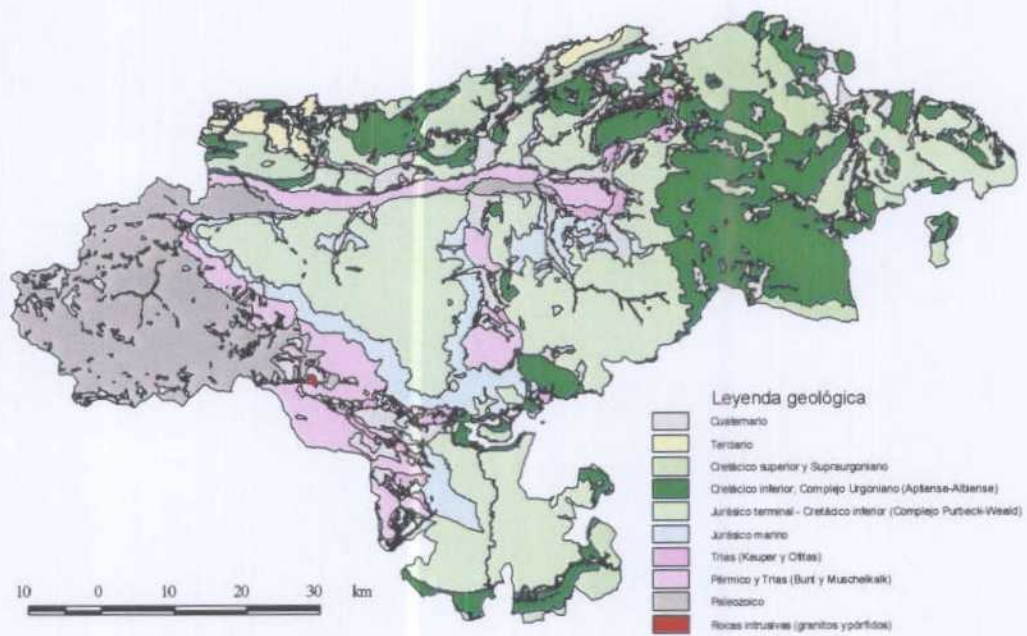 Leyenda geológica
Cuaternario
Terciario
Cretácico superior y Supraurgoniano
Cretácico inferior, Complejo Urgoniano (Aptiense-Albiense)
Jurásico terminal - Cretácico inferior (Complejo Purbeck-Weald)
Jurásico marino
Trías (Keuper y Ofitas)
Pérmico y Trías (Bunt y Muschelkalk)
Paleozoico
Rocas intrusivas (granitos y pórfidos)
10 0 10 20 30 km